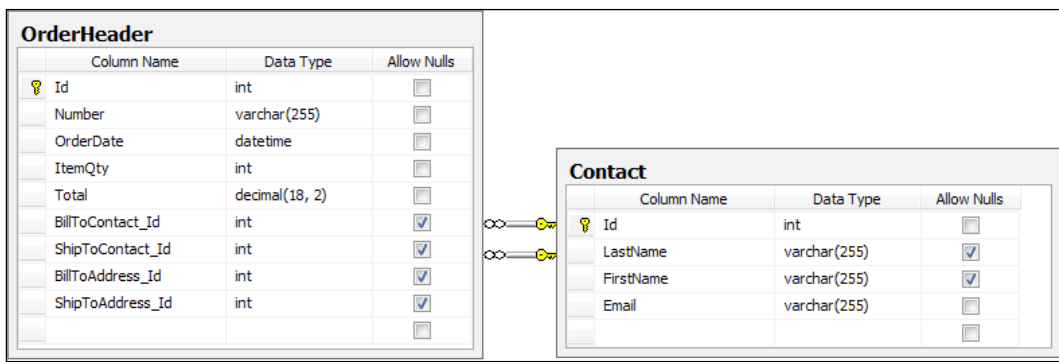 OrderHeader
Column Name Data Type Allow Nulls
Id int
Number varchar(255)
OrderDate datetime
ItemQty int
Total decimal(18, 2)
BillToContact_Id int
ShipToContact_Id int
BillToAddress_Id int
ShipToAddress_Id int
Contact
Column Name Data Type Allow Nulls
Id int
LastName varchar(255)
FirstName varchar(255)
Email varchar(255)